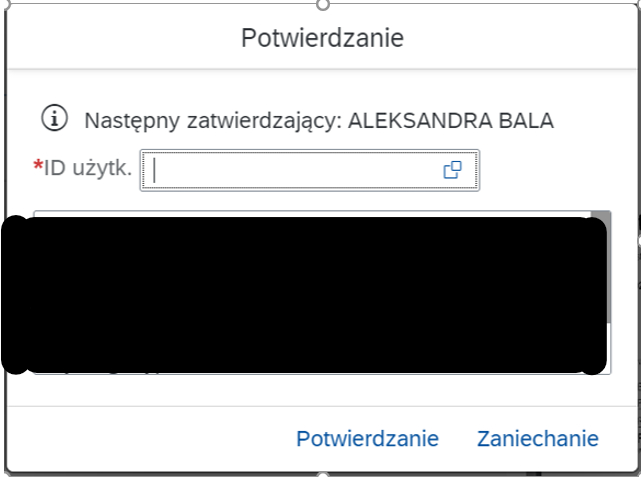 Potwierdzanie
Następny zatwierdzający: ALEKSANDRA BALA
*ID użytk.
Potwierdzanie Zaniechanie